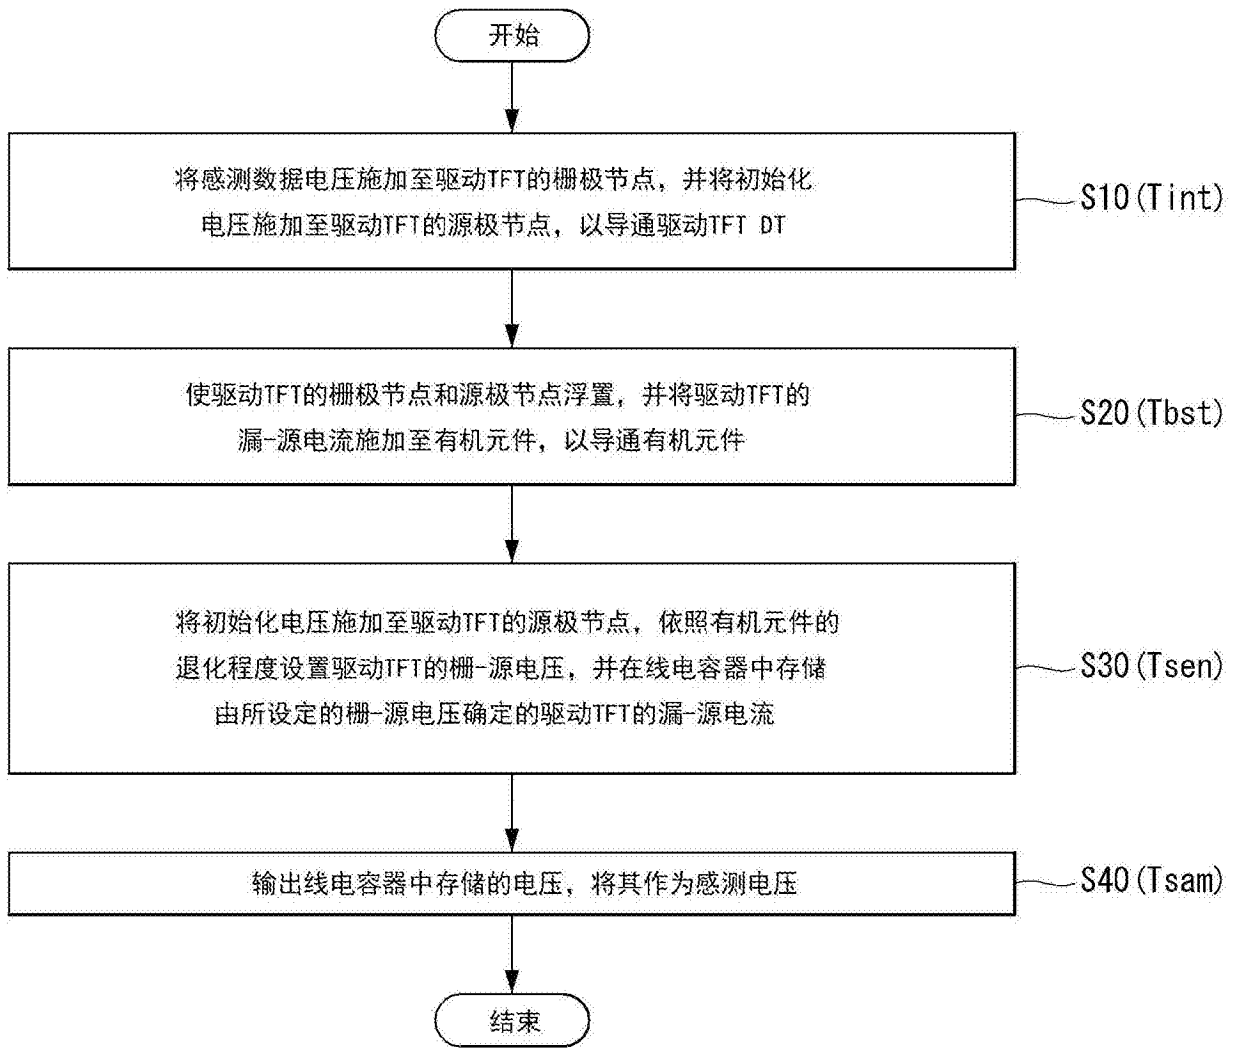 开始
将感测数据电压施加至驱动TFT的栅极节点，并将初始化
电压施加至驱动TFT的源极节点，以导通驱动TFT DT
S10(Tint)
使驱动TFT的栅极节点和源极节点浮置，并将驱动TFT的
漏-源电流施加至有机元件，以导通有机元件
S20(Tbst)
将初始化电压施加至驱动TFT的源极节点，依照有机元件的
退化程度设置驱动TFT的栅-源电压，并在线电容器中存储
由所设定的栅-源电压确定的驱动TFT的漏-源电流
S30(Tsen)
输出线电容器中存储的电压，将其作为感测电压
S40(Tsam)
结束